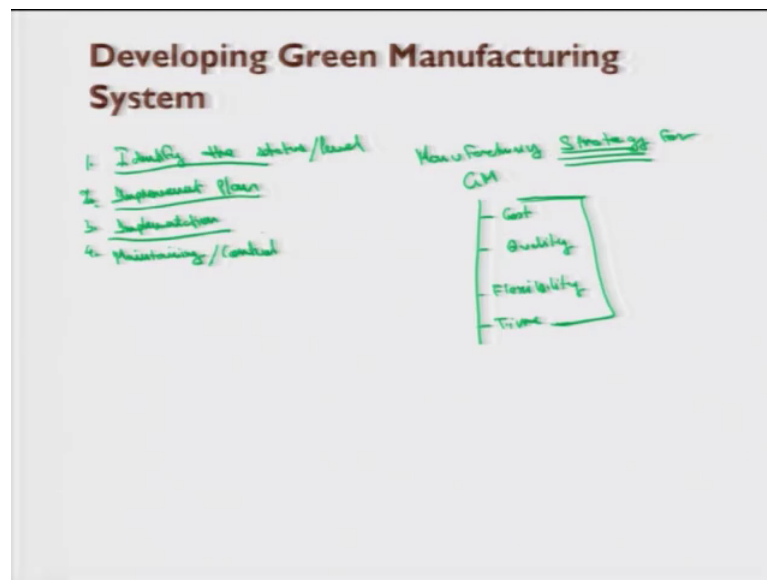 Developing Green Manufacturing
System
1. Identify the status/level
2. Improvement Plan
3. Implementation
4. Maintaining/Control
Manufacturing Strategy for
GM
Cost
Quality
Flexibility
Time